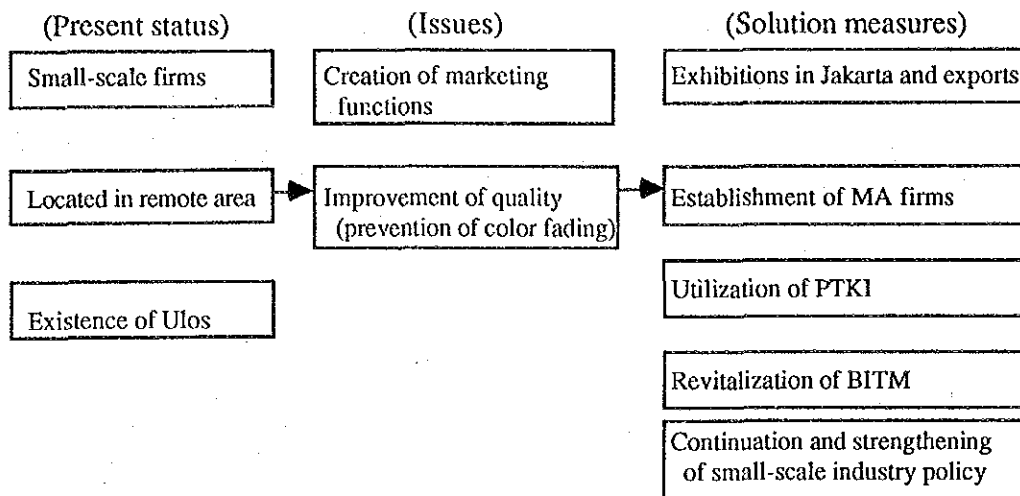 (Present status)
Small-scale firms
Located in remote area
Existence of Ulos
(Issues)
Creation of marketing
functions
Improvement of quality
(prevention of color fading)
(Solution measures)
Exhibitions in Jakarta and exports
Establishment of MA firms
Utilization of PTKI
Revitalization of BITM
Continuation and strengthening
of small-scale industry policy